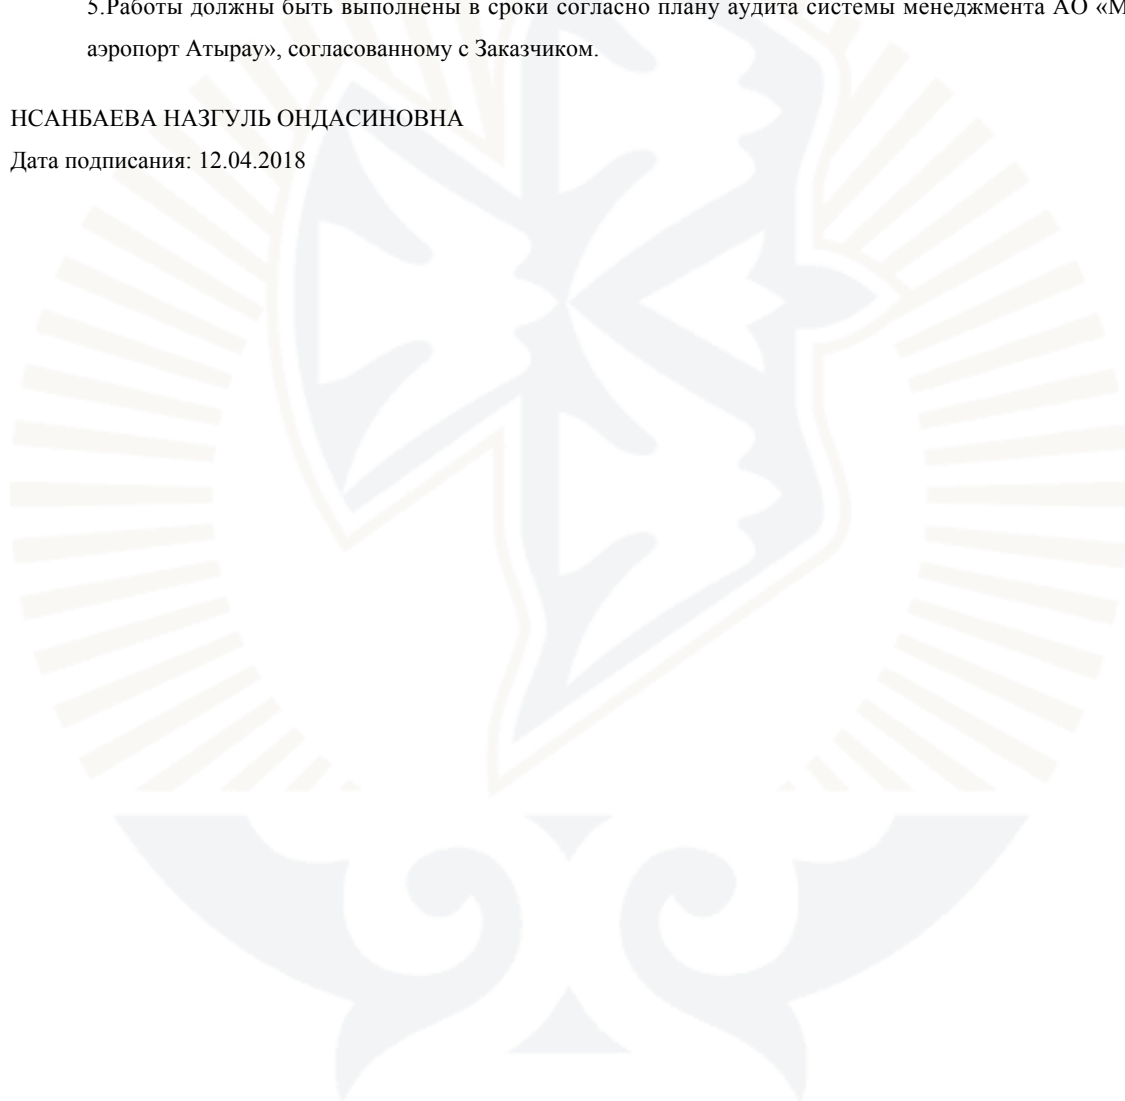 5.Работы должны быть выполнены в сроки согласно плану аудита системы менеджмента АО «М
аэропорт Атырау», согласованному с Заказчиком.
НСАНБАЕВА НАЗГУЛЬ ОНДАСИНОВНА
Дата подписания: 12.04.2018